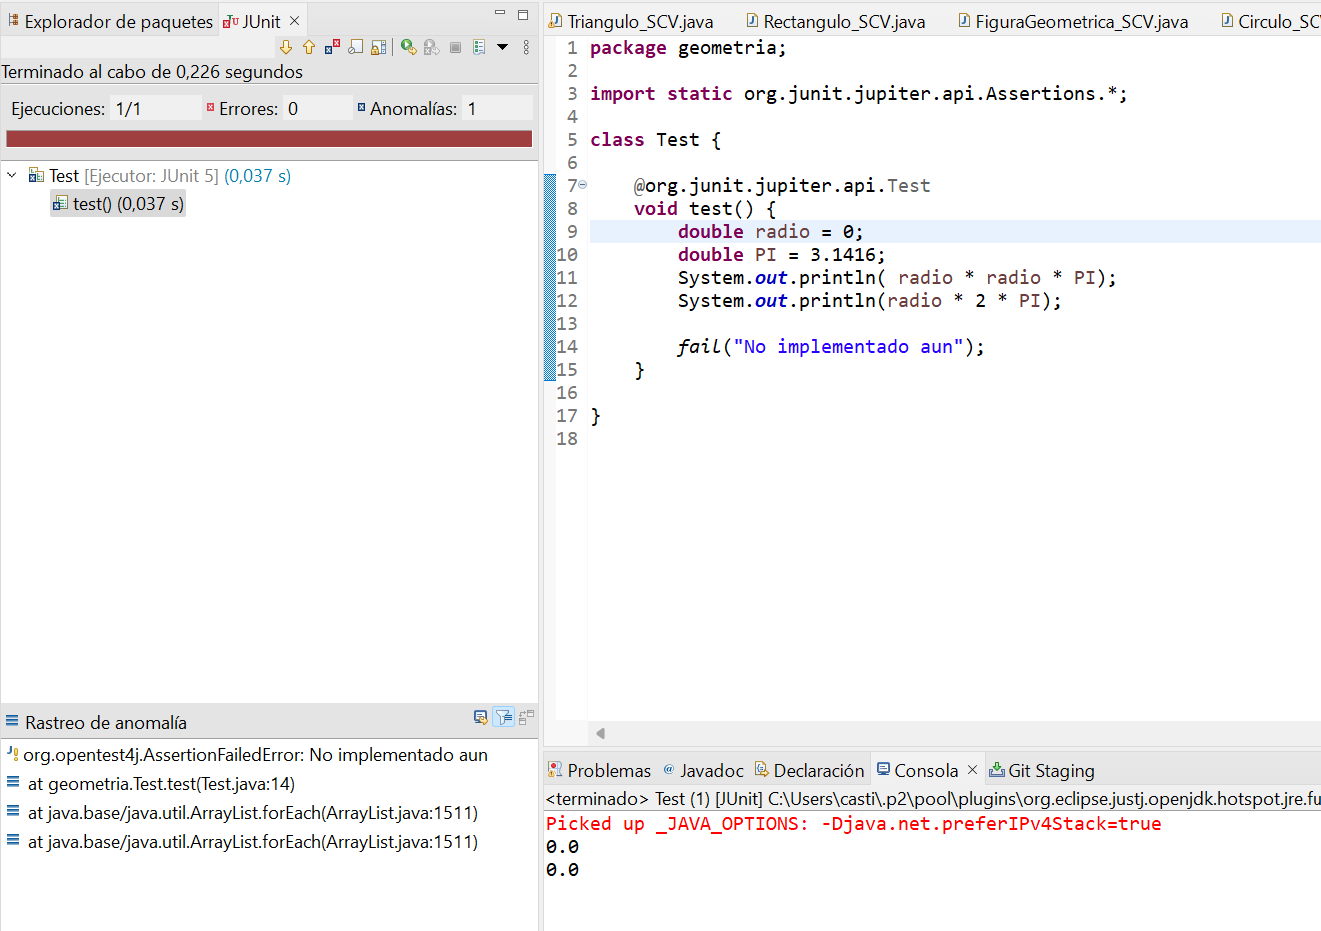 Explorador de paquetes JUnit
Terminado al cabo de 0,226 segundos
Ejecuciones: 1/1 Errores: 0 Anomalías: 1
Test [Ejecutor: JUnit 5] (0,037 s)
test() (0,037 s)
Rastreo de anomalía
org.opentest4j.AssertionFailedError: No implementado aun
at geometria.Test.test(Test.java:14)
at java.base/java.util.ArrayList.forEach(ArrayList.java:1511)
at java.base/java.util.ArrayList.forEach(ArrayList.java:1511)
Triangulo_SCV.java Rectangulo_SCV.java FiguraGeometrica_SCV.java Circulo_SC
1 package geometria;
2
3 import static org.junit.jupiter.api.Assertions.*;
4
5 class Test {
6
7 @org.junit.jupiter.api.Test
8 void test() {
9 double radio = 0;
10 double PI = 3.1416;
11 System.out.println( radio * radio * PI);
12 System.out.println(radio * 2 * PI);
13
14 fail("No implementado aun");
15 }
16
17 }
18
Problemas Javadoc Declaración Consola Git Staging
<terminado> Test (1) [JUnit] C:\Users\casti\.p2\pool\plugins\org.eclipse.justj.openjdk.hotspot.jre.fu
Picked up _JAVA_OPTIONS: -Djava.net.preferIPv4Stack=true
0.0
0.0